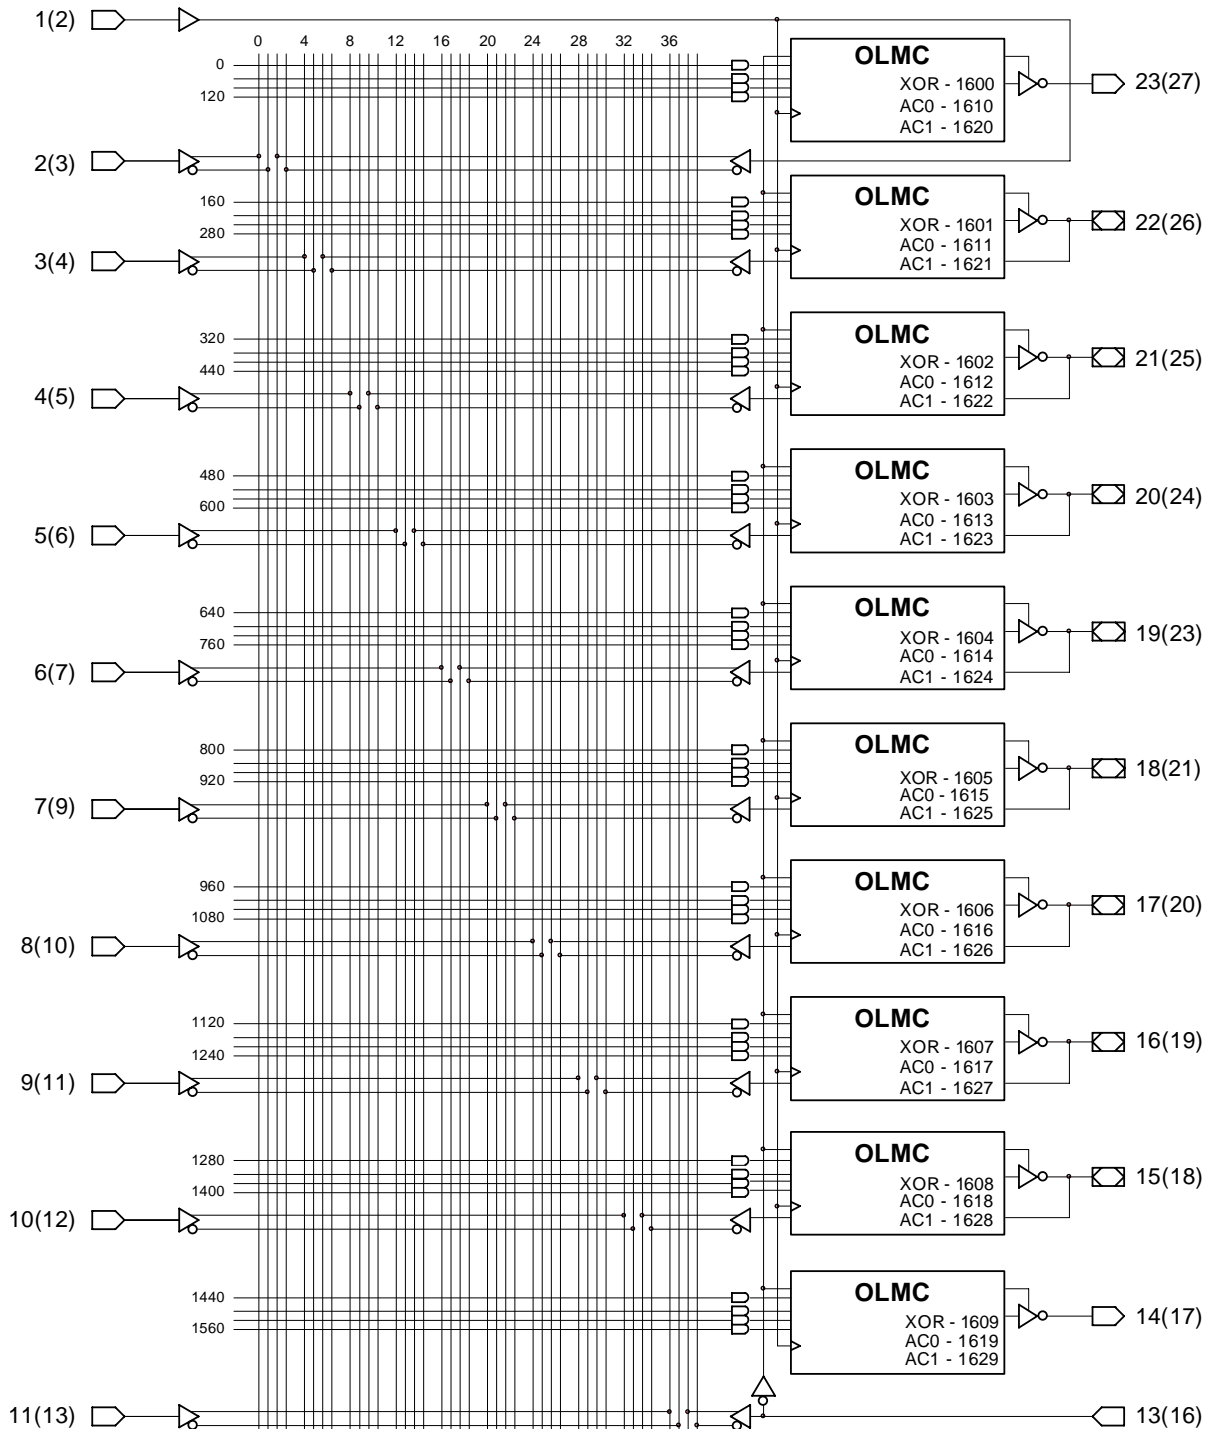 1(2)
0 4 8 12 16 20 24 28 32 36
0
120
OLMC
XOR - 1600
AC0 - 1610
AC1 - 1620
23(27)
2(3)
160
280
OLMC
XOR - 1601
AC0 - 1611
AC1 - 1621
22(26)
3(4)
320
440
OLMC
XOR - 1602
AC0 - 1612
AC1 - 1622
21(25)
4(5)
480
600
OLMC
XOR - 1603
AC0 - 1613
AC1 - 1623
20(24)
5(6)
640
760
OLMC
XOR - 1604
AC0 - 1614
AC1 - 1624
19(23)
6(7)
800
920
OLMC
XOR - 1605
AC0 - 1615
AC1 - 1625
18(21)
7(9)
960
1080
OLMC
XOR - 1606
AC0 - 1616
AC1 - 1626
17(20)
8(10)
1120
1240
OLMC
XOR - 1607
AC0 - 1617
AC1 - 1627
16(19)
9(11)
1280
1400
OLMC
XOR - 1608
AC0 - 1618
AC1 - 1628
15(18)
10(12)
1440
1560
OLMC
XOR - 1609
AC0 - 1619
AC1 - 1629
14(17)
11(13)
13(16)